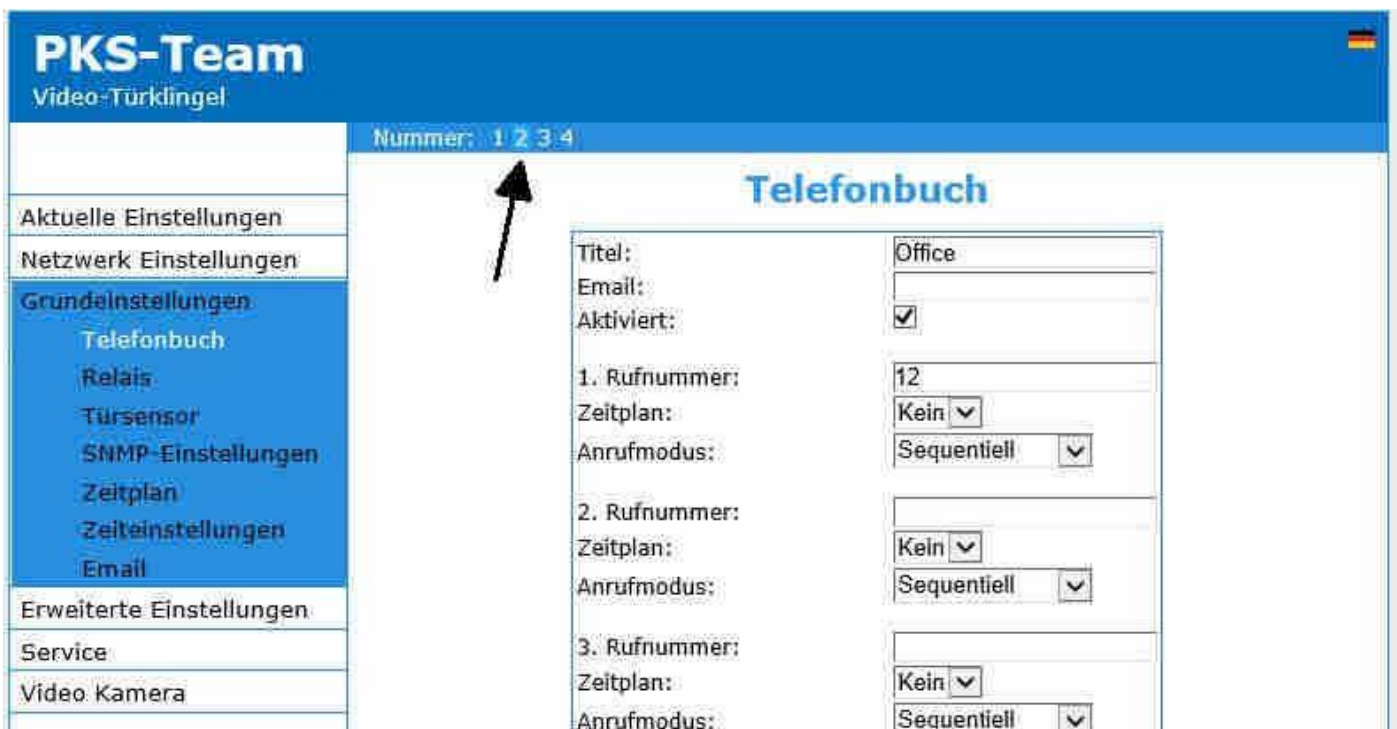 PKS-Team
Video-Türklingel
Nummer: 1 2 3 4
Aktuelle Einstellungen
Netzwerk Einstellungen
Grundeinstellungen
Telefonbuch
Relais
Türsensor
SNMP-Einstellungen
Zeitplan
Zeiteinstellungen
Email
Erweiterte Einstellungen
Service
Video Kamera
Telefonbuch
Titel: Office
Email:
Aktiviert:
1. Rufnummer: 12
Zeitplan: Kein
Anrufmodus: Sequentiell
2. Rufnummer:
Zeitplan: Kein
Anrufmodus: Sequentiell
3. Rufnummer:
Zeitplan: Kein
Anrufmodus: Sequentiell